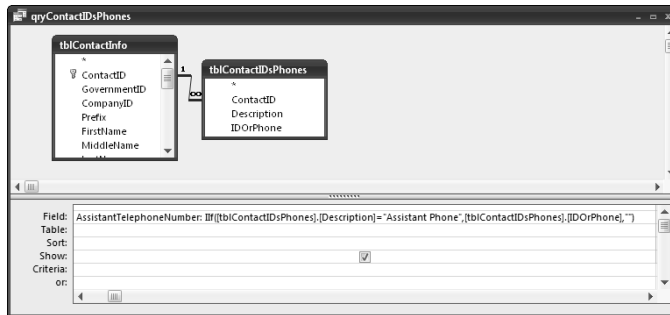 qryContactIDsPhones
tblContactInfo
*
ContactID
GovernmentID
CompanyID
Prefix
FirstName
MiddleName
1
∞
tblContactIDsPhones
*
ContactID
Description
IDOrPhone
Field: AssistantTelephoneNumber: IIf([tblContactIDsPhones].[Description]="Assistant Phone",[tblContactIDsPhones].[IDOrPhone],"")
Table:
Sort:
Show:
Criteria:
or: